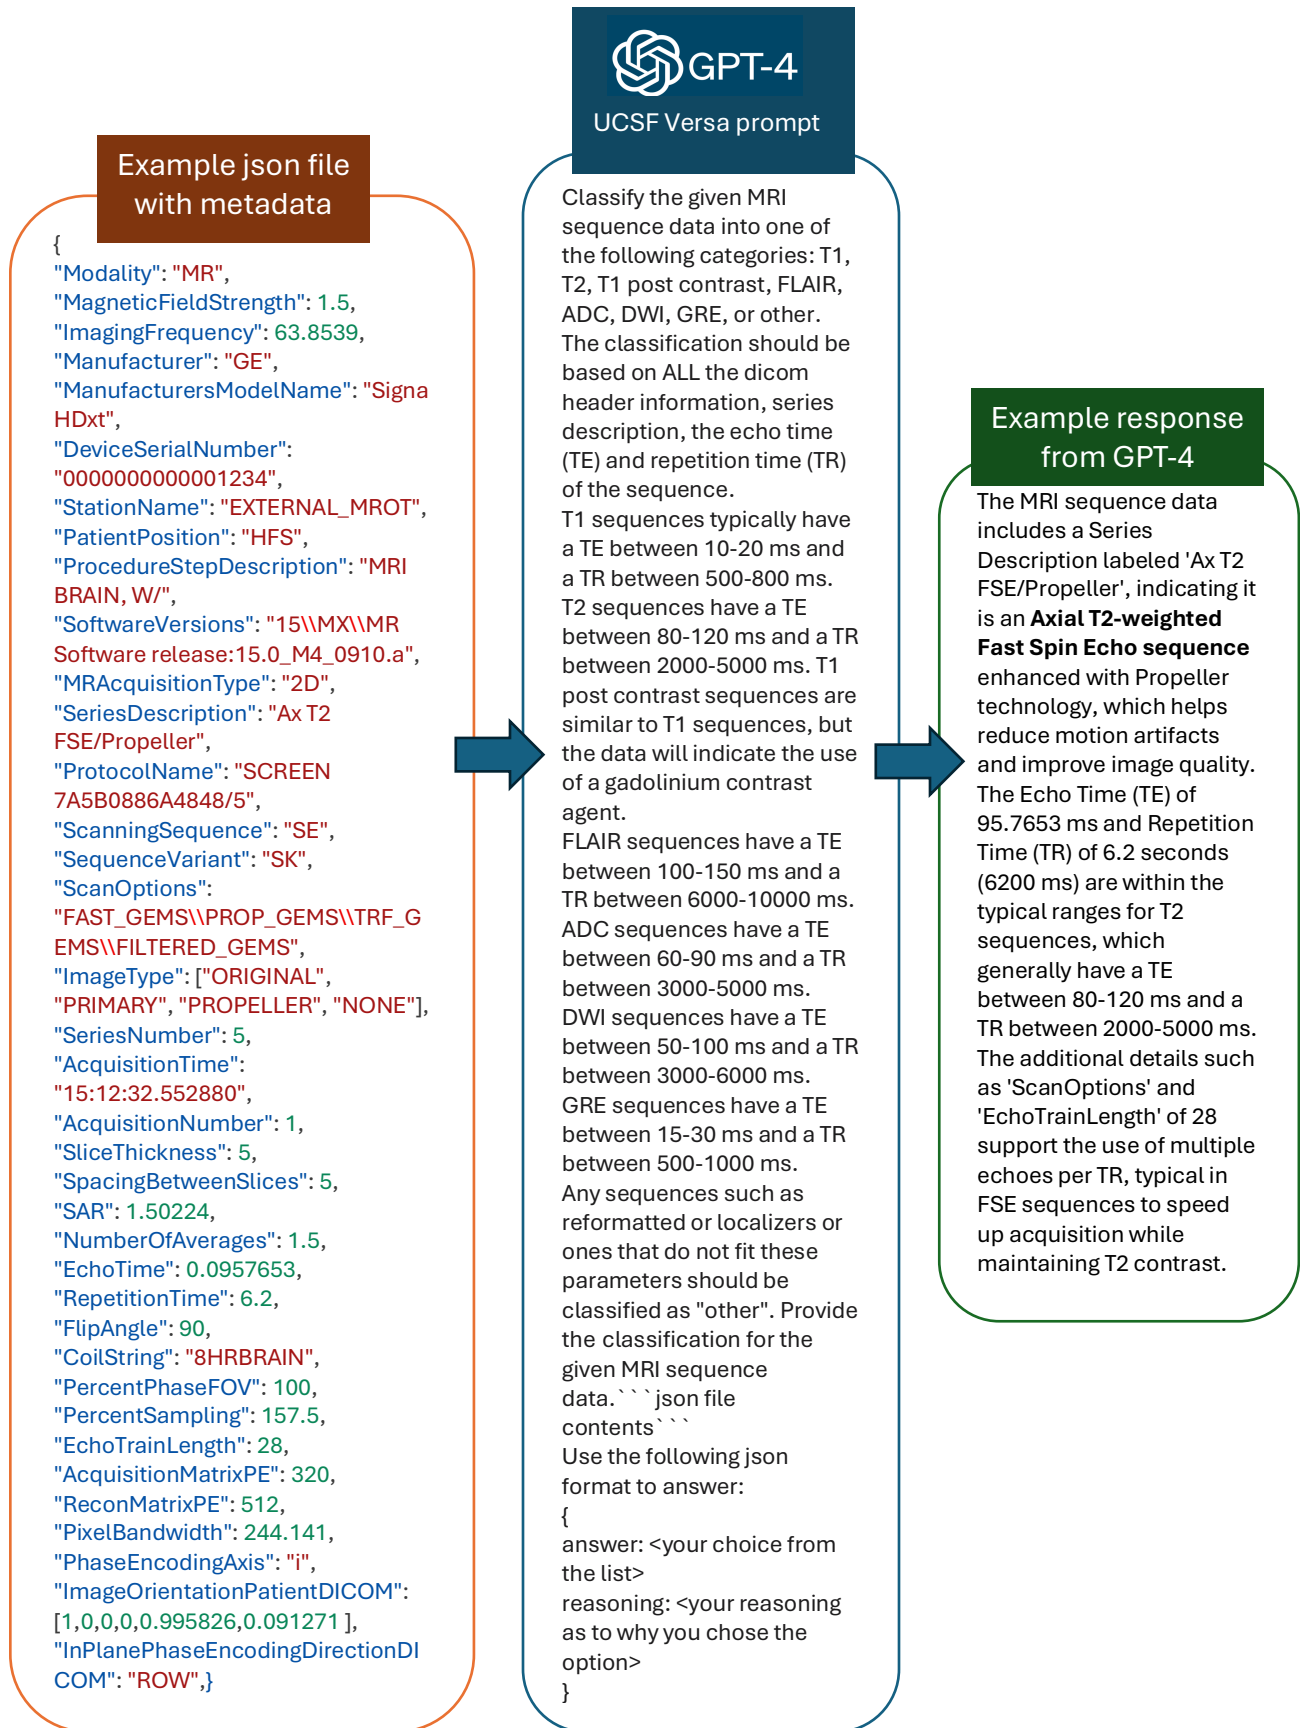 GPT-4
UCSF Versa prompt
Example json file
with metadata
{
"Modality": "MR",
"MagneticFieldStrength": 1.5,
"ImagingFrequency": 63.8539,
"Manufacturer": "GE",
"ManufacturersModelName": "Signa
HDxt",
"DeviceSerialNumber":
"0000000000001234",
"StationName": "EXTERNAL_MROT",
"PatientPosition": "HFS",
"ProcedureStepDescription": "MRI
BRAIN, W/",
"SoftwareVersions": "15\\MX\\MR
Software release:15.0_M4_0910.a",
"MRAcquisitionType": "2D",
"SeriesDescription": "Ax T2
FSE/Propeller",
"ProtocolName": "SCREEN
7A5B0886A4848/5",
"ScanningSequence": "SE",
"SequenceVariant": "SK",
"ScanOptions":
"FAST_GEMS\\PROP_GEMS\\TRF_G
EMS\\FILTERED_GEMS",
"ImageType": ["ORIGINAL",
"PRIMARY", "PROPELLER", "NONE"],
"SeriesNumber": 5,
"AcquisitionTime":
"15:12:32.552880",
"AcquisitionNumber": 1,
"SliceThickness": 5,
"SpacingBetweenSlices": 5,
"SAR": 1.50224,
"NumberOfAverages": 1.5,
"EchoTime": 0.0957653,
"RepetitionTime": 6.2,
"FlipAngle": 90,
"CoilString": "8HRBRAIN",
"PercentPhaseFOV": 100,
"PercentSampling": 157.5,
"EchoTrainLength": 28,
"AcquisitionMatrixPE": 320,
"ReconMatrixPE": 512,
"PixelBandwidth": 244.141,
"PhaseEncodingAxis": "i",
"ImageOrientationPatientDICOM":
[1,0,0,0,0.995826,0.091271 ],
"InPlanePhaseEncodingDirectionDI
COM": "ROW",}
Classify the given MRI
sequence data into one of
the following categories: T1,
T2, T1 post contrast, FLAIR,
ADC, DWI, GRE, or other.
The classification should be
based on ALL the dicom
header information, series
description, the echo time
(TE) and repetition time (TR)
of the sequence.
T1 sequences typically have
a TE between 10-20 ms and
a TR between 500-800 ms.
T2 sequences have a TE
between 80-120 ms and a TR
between 2000-5000 ms. T1
post contrast sequences are
similar to T1 sequences, but
the data will indicate the use
of a gadolinium contrast
agent.
FLAIR sequences have a TE
between 100-150 ms and a
TR between 6000-10000 ms.
ADC sequences have a TE
between 60-90 ms and a TR
between 3000-5000 ms.
DWI sequences have a TE
between 50-100 ms and a TR
between 3000-6000 ms.
GRE sequences have a TE
between 15-30 ms and a TR
between 500-1000 ms.
Any sequences such as
reformatted or localizers or
ones that do not fit these
parameters should be
classified as "other". Provide
the classification for the
given MRI sequence
data.```json file
contents```
Use the following json
format to answer:
{
answer: <your choice from
the list>
reasoning: <your reasoning
as to why you chose the
option>
}
Example response
from GPT-4
The MRI sequence data
includes a Series
Description labeled 'Ax T2
FSE/Propeller', indicating it
is an Axial T2-weighted
Fast Spin Echo sequence
enhanced with Propeller
technology, which helps
reduce motion artifacts
and improve image quality.
The Echo Time (TE) of
95.7653 ms and Repetition
Time (TR) of 6.2 seconds
(6200 ms) are within the
typical ranges for T2
sequences, which
generally have a TE
between 80-120 ms and a
TR between 2000-5000 ms.
The additional details such
as 'ScanOptions' and
'EchoTrainLength' of 28
support the use of multiple
echoes per TR, typical in
FSE sequences to speed
up acquisition while
maintaining T2 contrast.